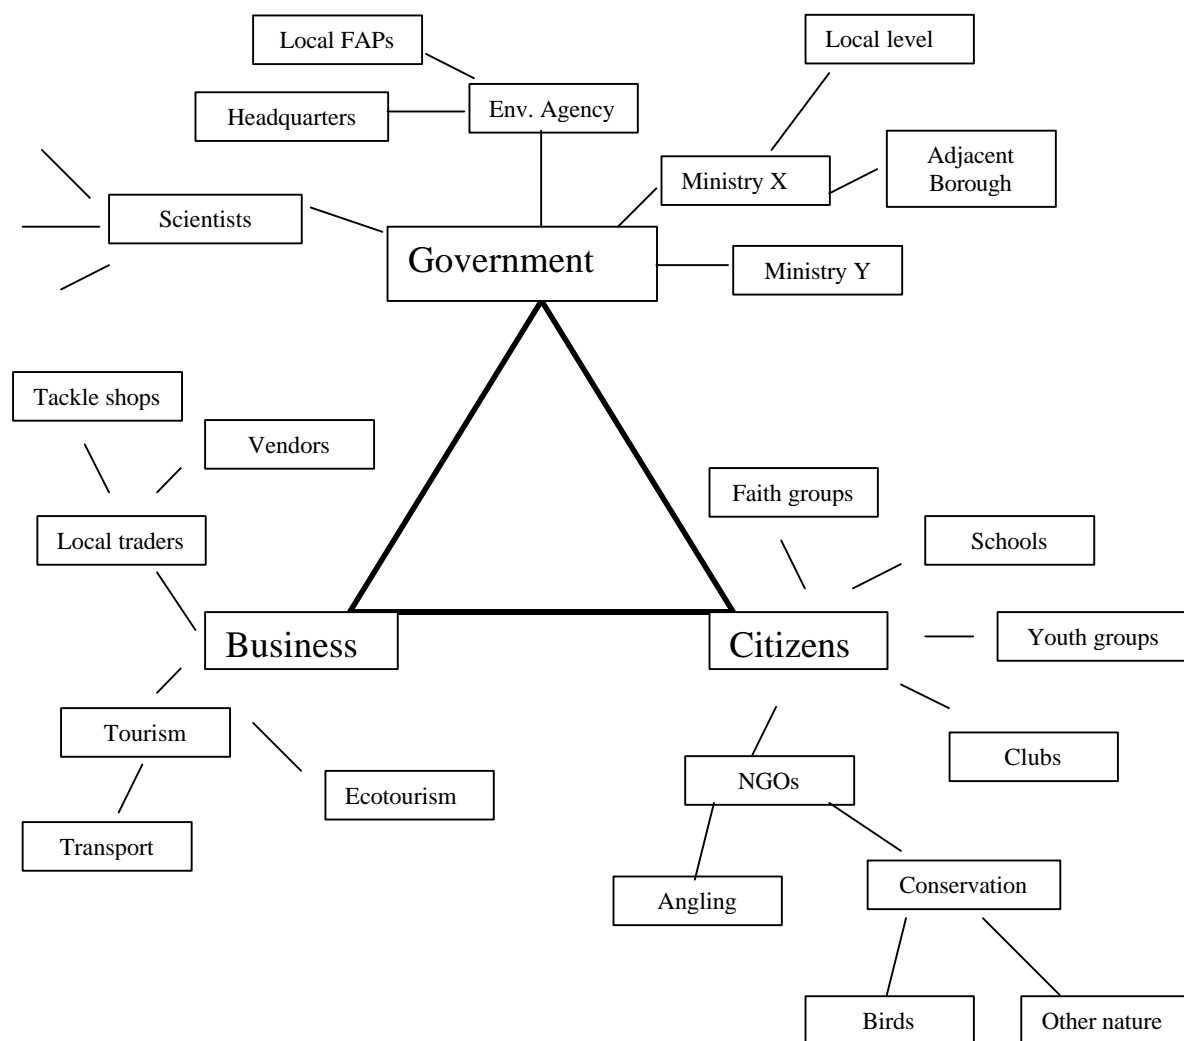 Local FAPs
Local level
Headquarters
Env. Agency
Ministry X
Adjacent
Borough
Scientists
Government
Ministry Y
Tackle shops
Vendors
Faith groups
Local traders
Schools
Business
Citizens
Youth groups
Tourism
Clubs
Ecotourism
NGOs
Transport
Angling
Conservation
Birds
Other nature